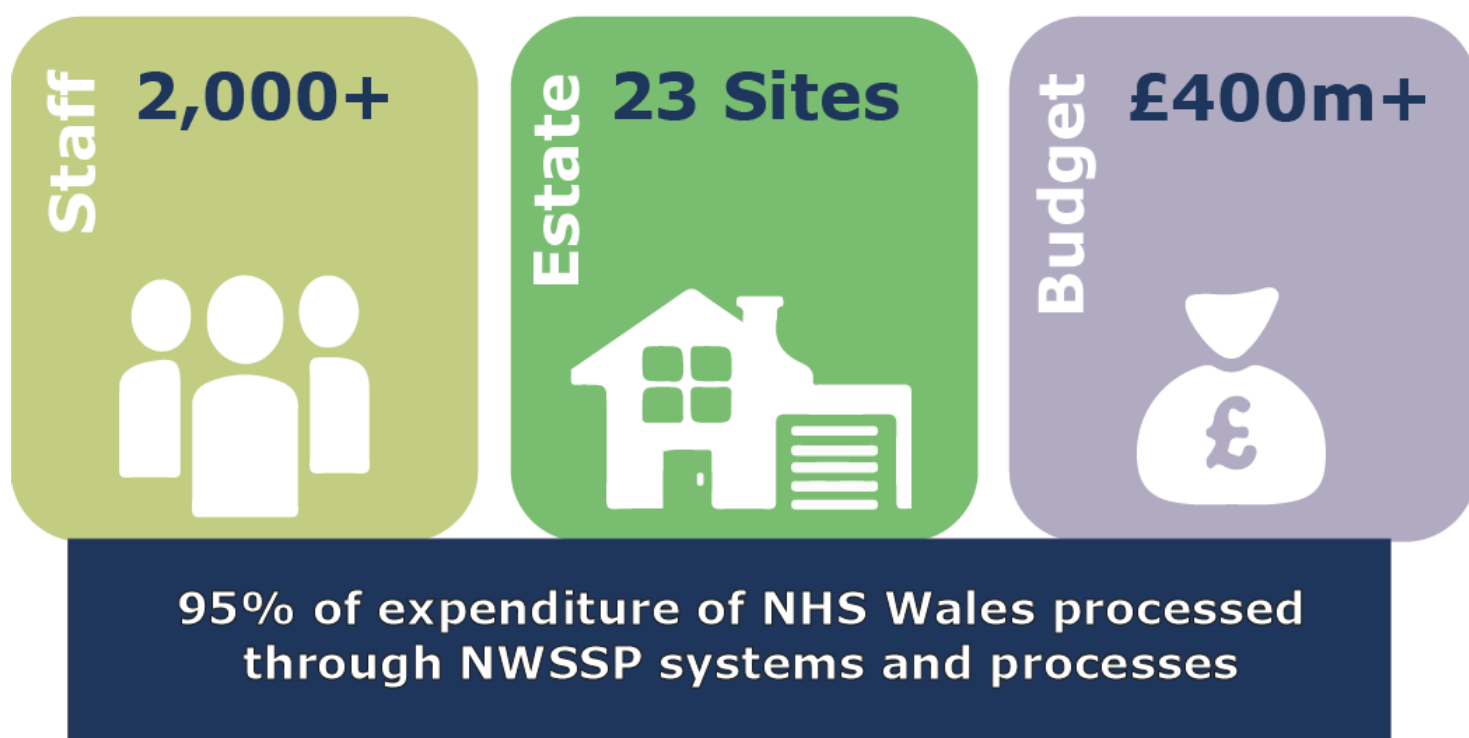 Staff
2,000+
Estate
23 Sites
Budget
£400m+
£
95% of expenditure of NHS Wales processed
through NWSSP systems and processes